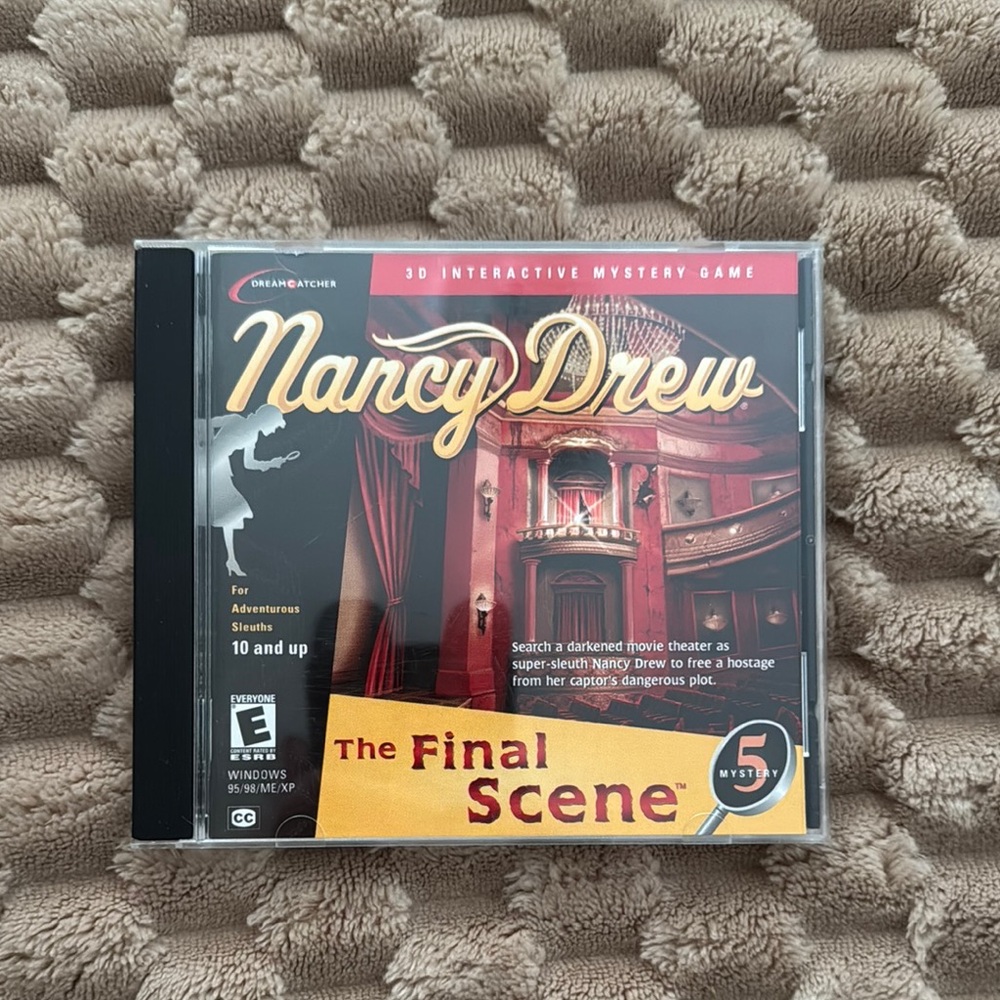 DREAMCATCHER
3D INTERACTIVE MYSTERY GAME
Nancy Drew
For
Adventurous
Sleuths
10 and up
Search a darkened movie theater as
super-sleuth Nancy Drew to free a hostage
from her captor's dangerous plot.
EVERYONE
E
CONTENT RATED BY
ESRB
WINDOWS
95/98/ME/XP
CC
The Final
Scene™
5
MYSTERY